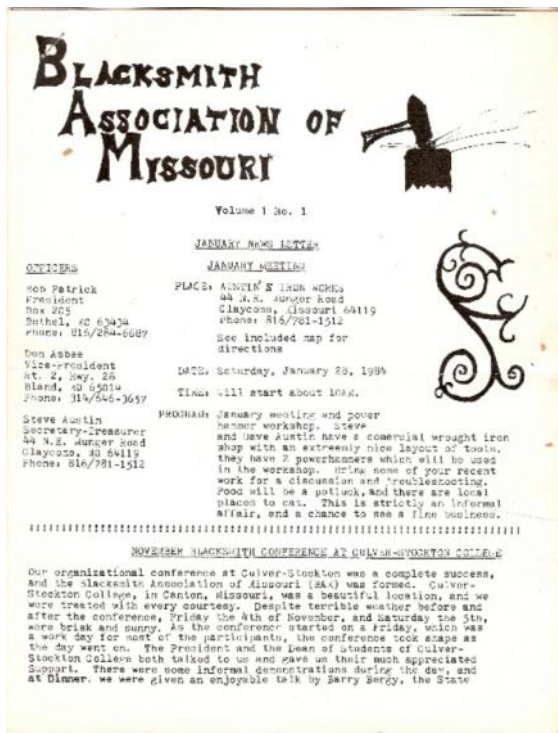 BLACKSMITH
ASSOCIATION OF
MISSOURI
Volume 1 No. 1
JANUARY NEWS LETTER
JANUARY MEETING
OFFICERS
Bob Patrick
President
Box 205
Bethel, MO 63434
Phone: 816/284-6687
Don Asbee
Vice-President
Rt. 2, Hwy. 28
Bland, MO 65014
Phone: 314/646-3657
Steve Austin
Secretary-Treasurer
44 N.E. Munger Road
Claycomo, MO 64119
Phone: 816/781-1512
PLACE: AUSTIN'S IRON WORKS
44 N.E. Munger Road
Claycomo, Missouri 64119
Phone: 816/781-1512
See included map for
directions
DATE: Saturday, January 28, 1984
TIME: Will start about 10AM.
PROGRAM: January meeting and power
hammer workshop. Steve
and Dave Austin have a comercial wrought iron
shop with an extreemly nice layout of tools,
they have 2 powerhammers which will be used
in the workshop. Bring some of your recent
work for a discussion and troubleshooting.
Food will be a potluck, and there are local
places to eat. This is strictly an informal
affair, and a chance to see a fine business.
NOVEMBER BLACKSMITH CONFERENCE AT CULVER-STOCKTON COLLEGE
Our organizational conference at Culver-Stockton was a complete success,
and the Blacksmith Association of Missouri (BAM) was formed. Culver-
Stockton College, in Canton, Missouri, was a beautiful location, and we
were treated with every courtesy. Despite terrible weather before and
after the conference, Friday the 4th of November, and Saturday the 5th,
were brisk and sunny. As the conference started on a Friday, which was
a work day for most of the participants, the conference took shape as
the day went on. The President and the Dean of Students of Culver-
Stockton College both talked to us and gave us their much appreciated
Support. There were some informal demonstrations during the day, and
at Dinner, we were given an enjoyable talk by Barry Bergy, the State